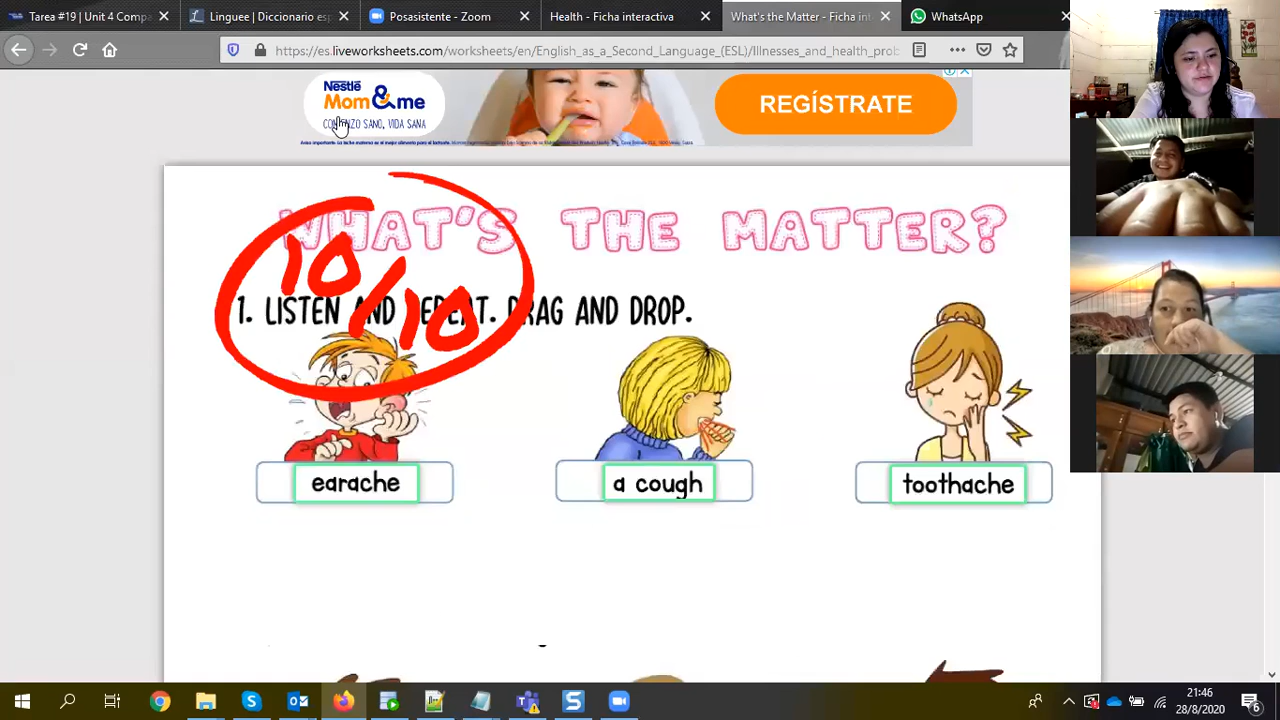 Tarea #19 | Unit 4 Compa
Linguee | Diccionario esp
Posasistente - Zoom
Health - Ficha interactiva
What's the Matter - Ficha in
WhatsApp
https://es.liveworksheets.com/worksheets/en/English_as_a_Second_Language_(ESL)/Illnesses_and_health_prob
Nestlé
Mom & me
COMIENZO SANO, VIDA SANA
REGÍSTRATE
WHAT'S THE MATTER?
10/10
1. LISTEN AND REPEAT. DRAG AND DROP.
earache
a cough
toothache
21:46
28/8/2020
6